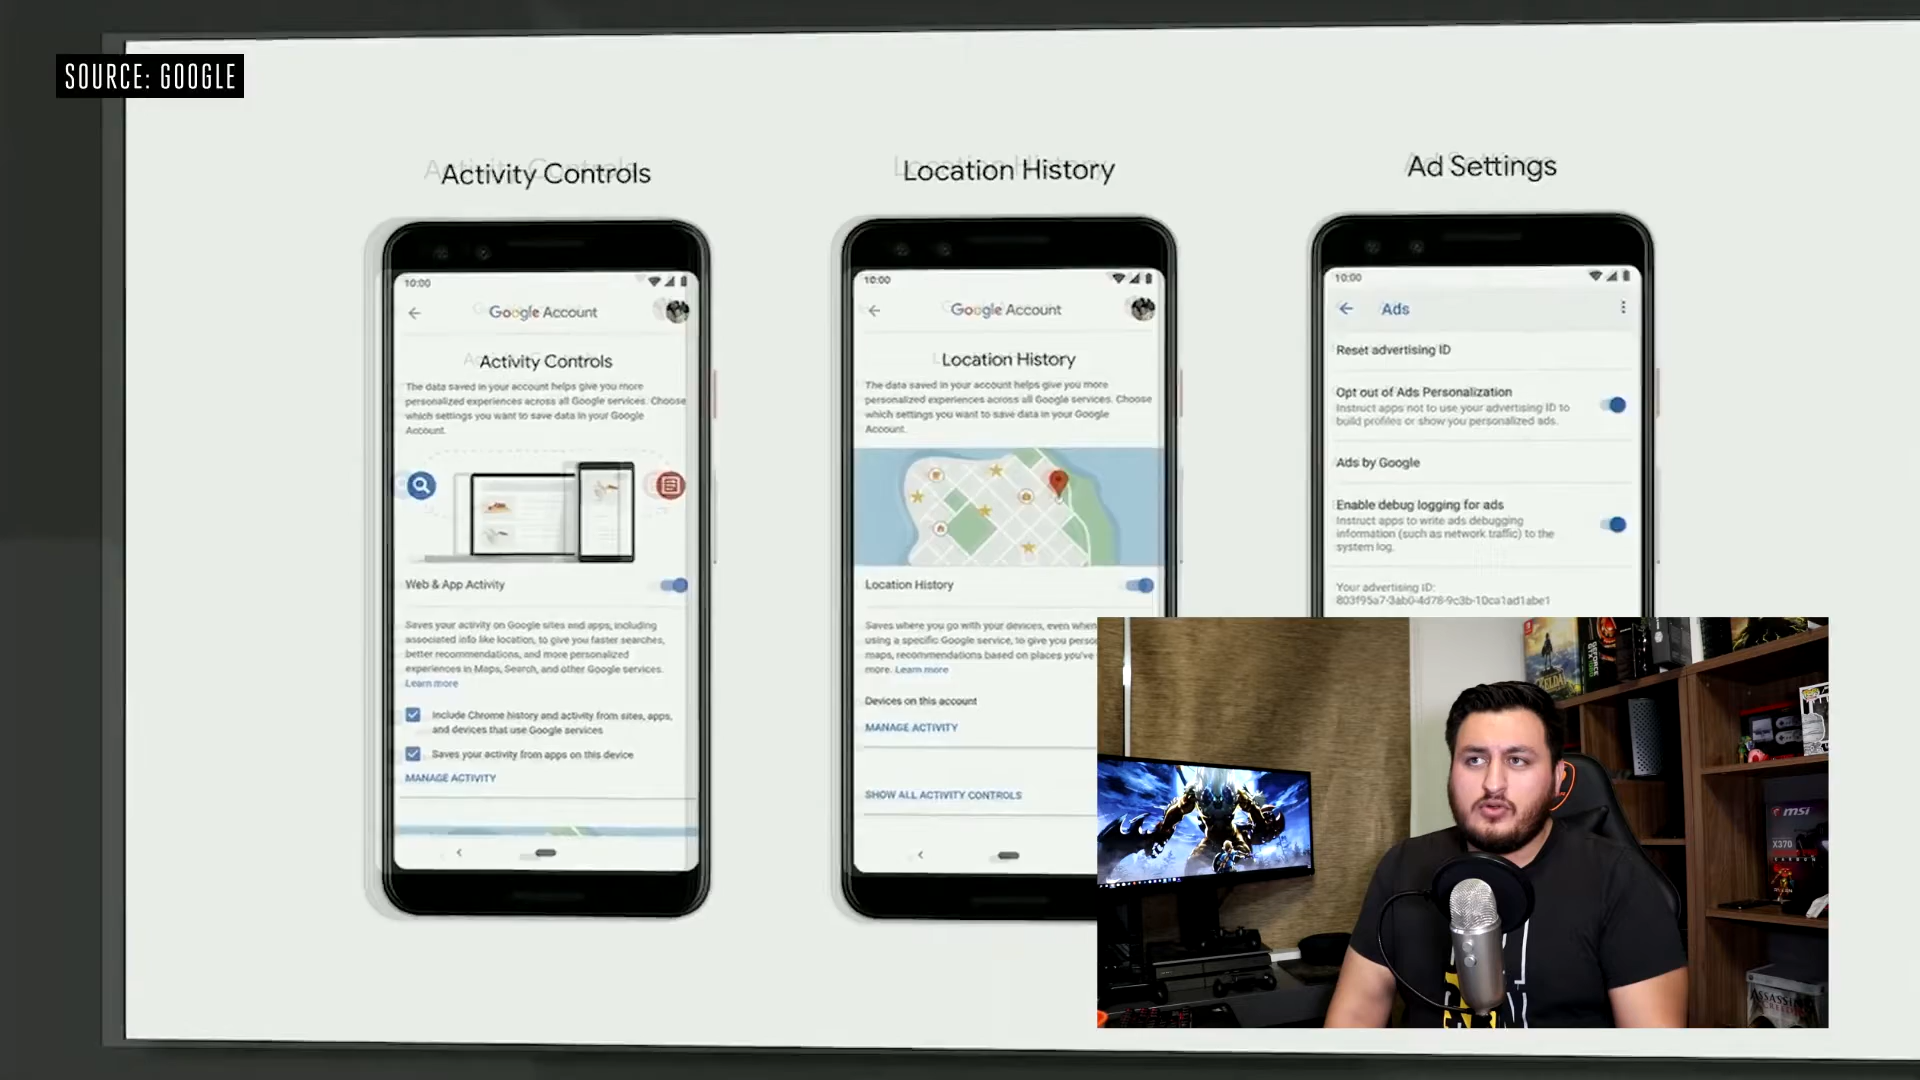 SOURCE: GOOGLE
Activity Controls
10:00
Google Account
Activity Controls
The data saved in your account helps give you more
personalized experiences across all Google services. Choose
which settings you want to save data in your Google
Account.
Web & App Activity
Saves your activity on Google sites and apps, including
associated info like location, to give you faster searches,
better recommendations, and more personalized
experiences in Maps, Search, and other Google services.
Learn more
Include Chrome history and activity from sites, apps,
and devices that use Google services
Saves your activity from apps on this device
MANAGE ACTIVITY
Location History
10:00
Google Account
Location History
The data saved in your account helps give you more
personalized experiences across all Google services. Choose
which settings you want to save data in your Google
Account.
Location History
Saves where you go with your devices, even when
using a specific Google service, to give you perso
maps, recommendations based on places you've
more. Learn more
Devices on this account
MANAGE ACTIVITY
SHOW ALL ACTIVITY CONTROLS
Ad Settings
10:00
Ads
Reset advertising ID
Opt out of Ads Personalization
Instruct apps not to use your advertising ID to
build profiles or show you personalized ads.
Ads by Google
Enable debug logging for ads
Instruct apps to write ads debugging
information (such as network traffic) to the
system log.
Your advertising ID:
803f95a7-3ab0-4d78-9c3b-10ca1ad1abe1
ZELDA
GEFORCE
msi
X370
CARBON
ASSASSINS